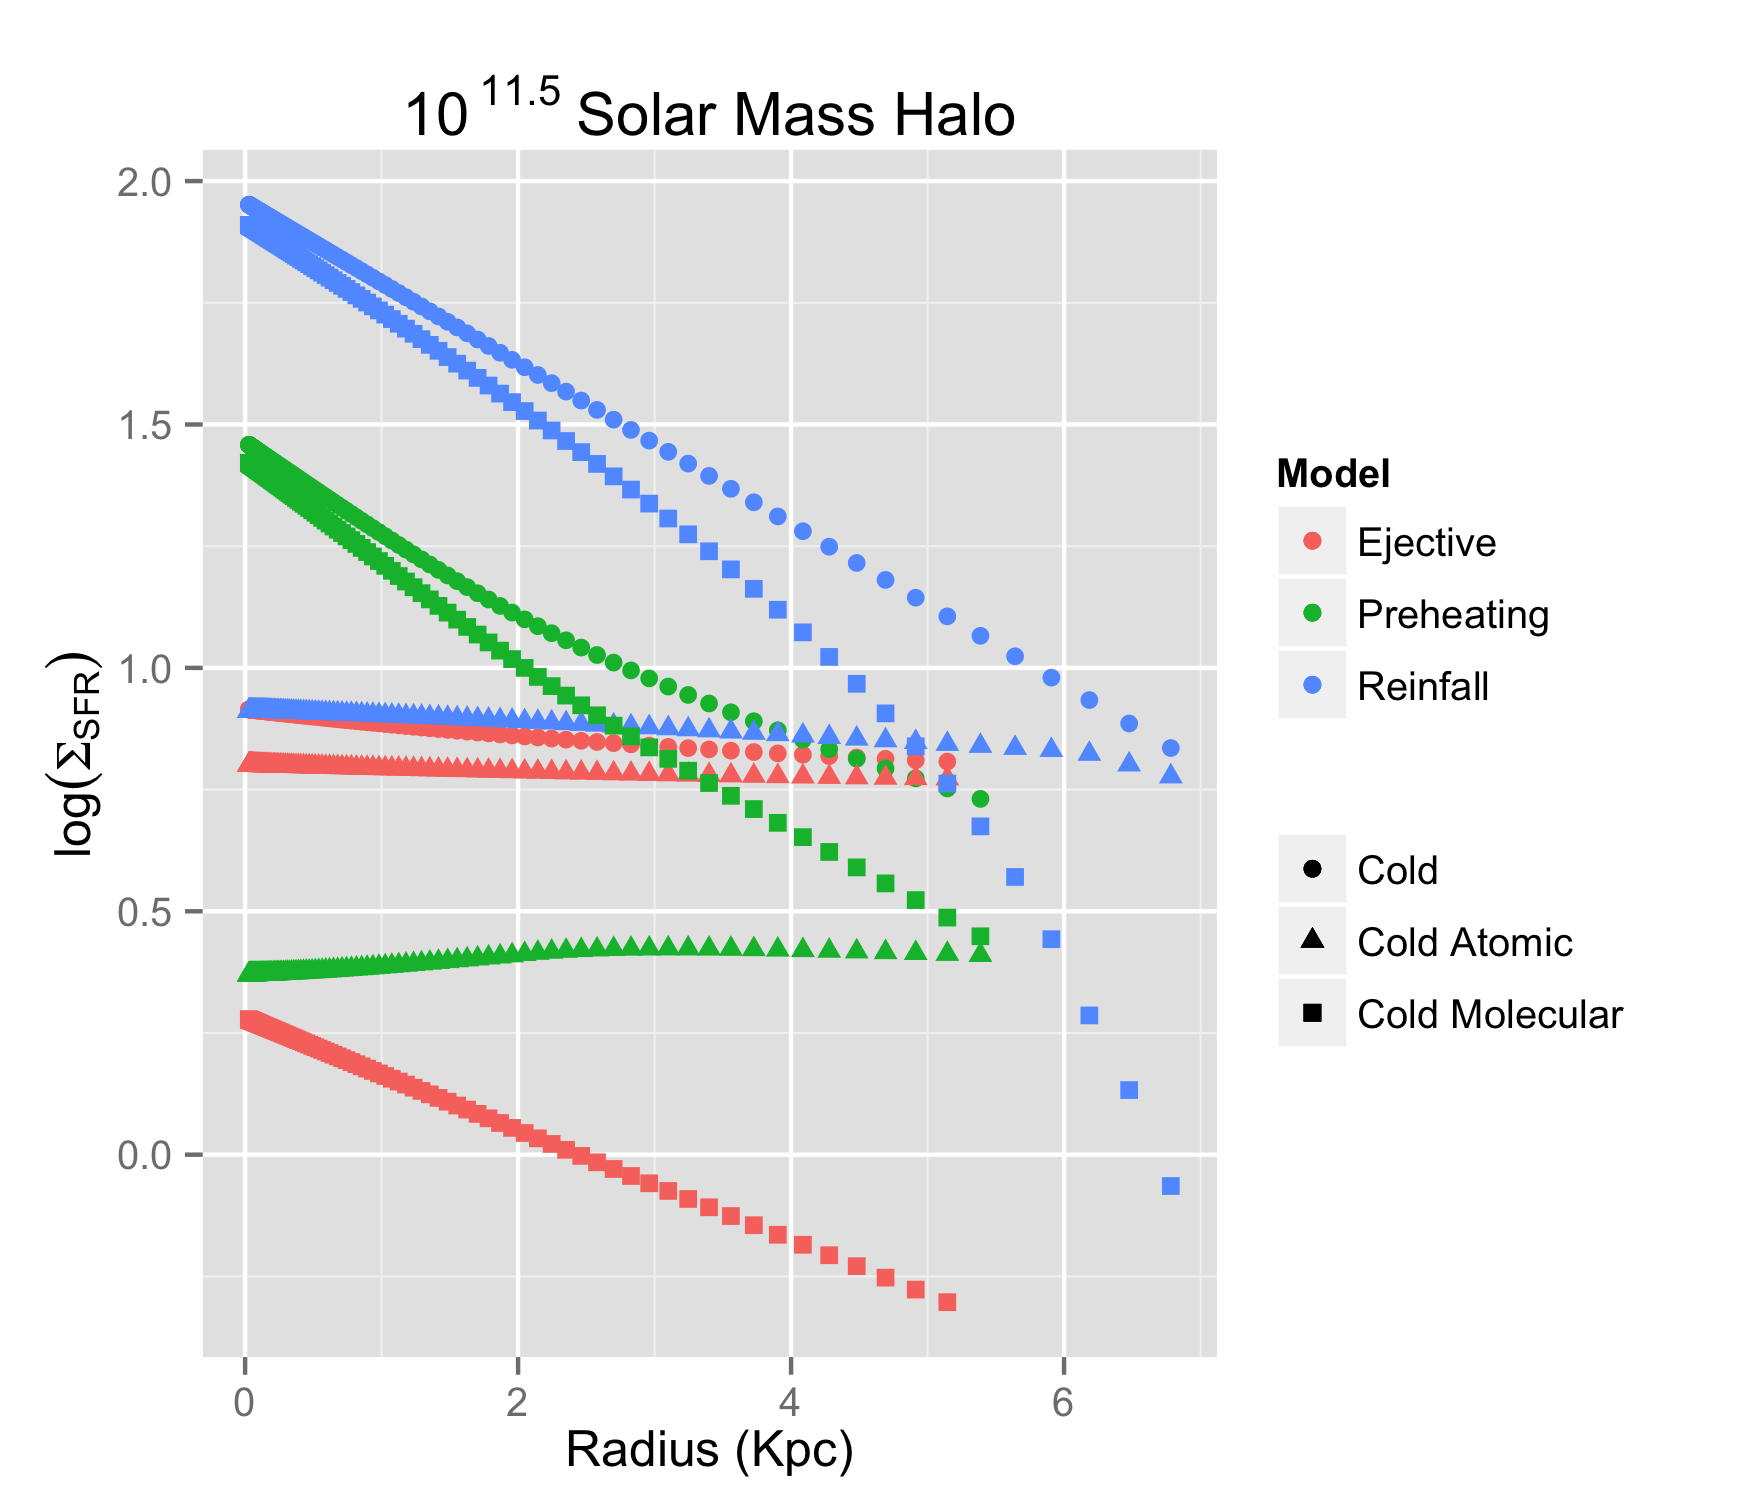 10 11.5 Solar Mass Halo
2.0
1.5
1.0
0.5
0.0
log(ΣSFR)
0 2 4 6
Radius (Kpc)
Model
Ejective
Preheating
Reinfall
Cold
Cold Atomic
Cold Molecular